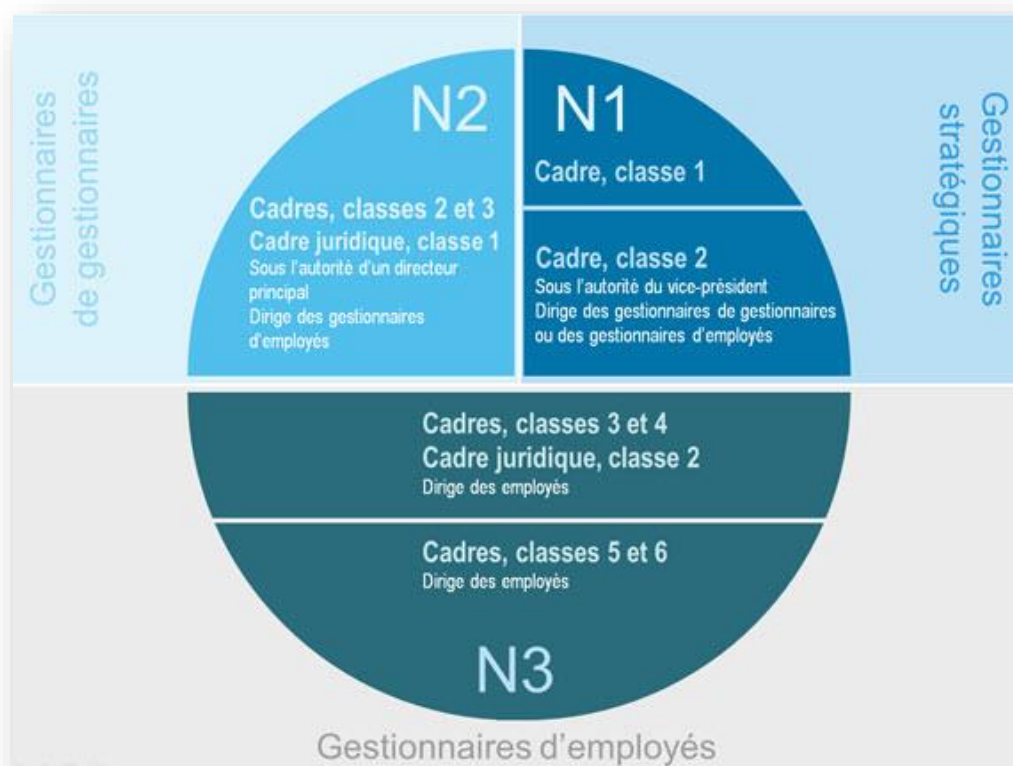 Gestionnaires
de gestionnaires
N2
Cadres, classes 2 et 3
Cadre juridique, classe 1
Sous l'autorité d'un directeur
principal
Dirige des gestionnaires
d'employés
N1
Cadre, classe 1
Cadre, classe 2
Sous l'autorité du vice-président
Dirige des gestionnaires de gestionnaires
ou des gestionnaires d'employés
Gestionnaires
stratégiques
Cadres, classes 3 et 4
Cadre juridique, classe 2
Dirige des employés
Cadres, classes 5 et 6
Dirige des employés
N3
Gestionnaires d'employés